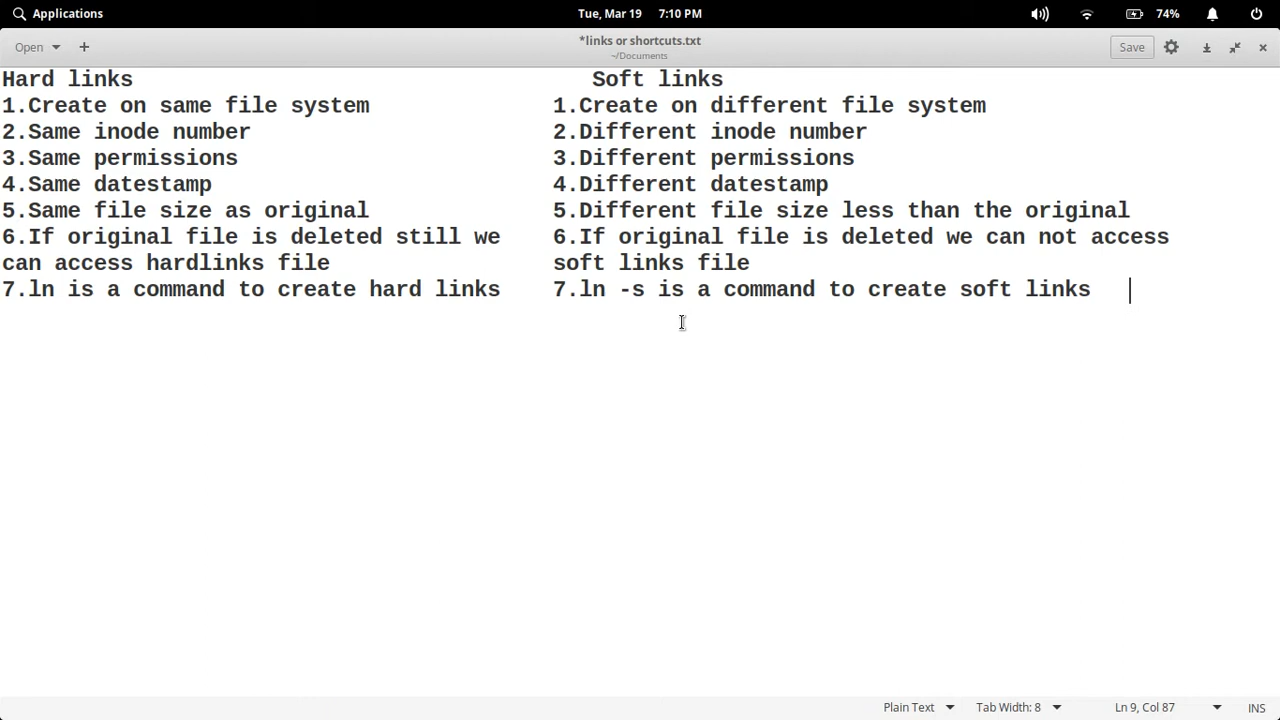 Applications
Tue, Mar 19 7:10 PM
74%
Open
*links or shortcuts.txt
~/Documents
Save
Hard links Soft links
1.Create on same file system 1.Create on different file system
2.Same inode number 2.Different inode number
3.Same permissions 3.Different permissions
4.Same datestamp 4.Different datestamp
5.Same file size as original 5.Different file size less than the original
6.If original file is deleted still we 6.If original file is deleted we can not access
can access hardlinks file soft links file
7.ln is a command to create hard links 7.ln -s is a command to create soft links
Plain Text Tab Width: 8 Ln 9, Col 87 INS